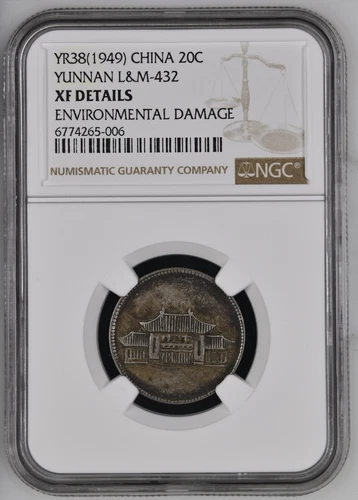 YR38(1949) CHINA 20C
YUNNAN L&M-432
XF DETAILS
ENVIRONMENTAL DAMAGE
6774265-006
NUMISMATIC GUARANTY COMPANY
NGC®